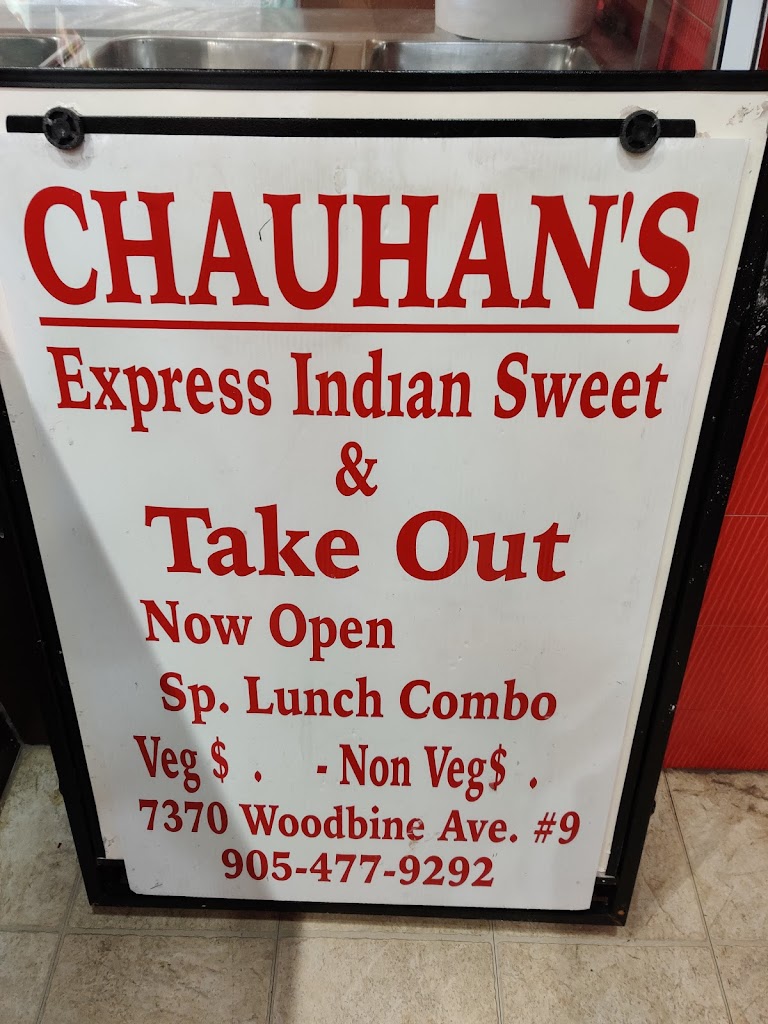 CHAUHAN'S
Express Indıan Sweet
&
Take Out
Now Open
Sp. Lunch Combo
Veg $ . - Non Veg$ .
7370 Woodbine Ave. #9
905-477-9292